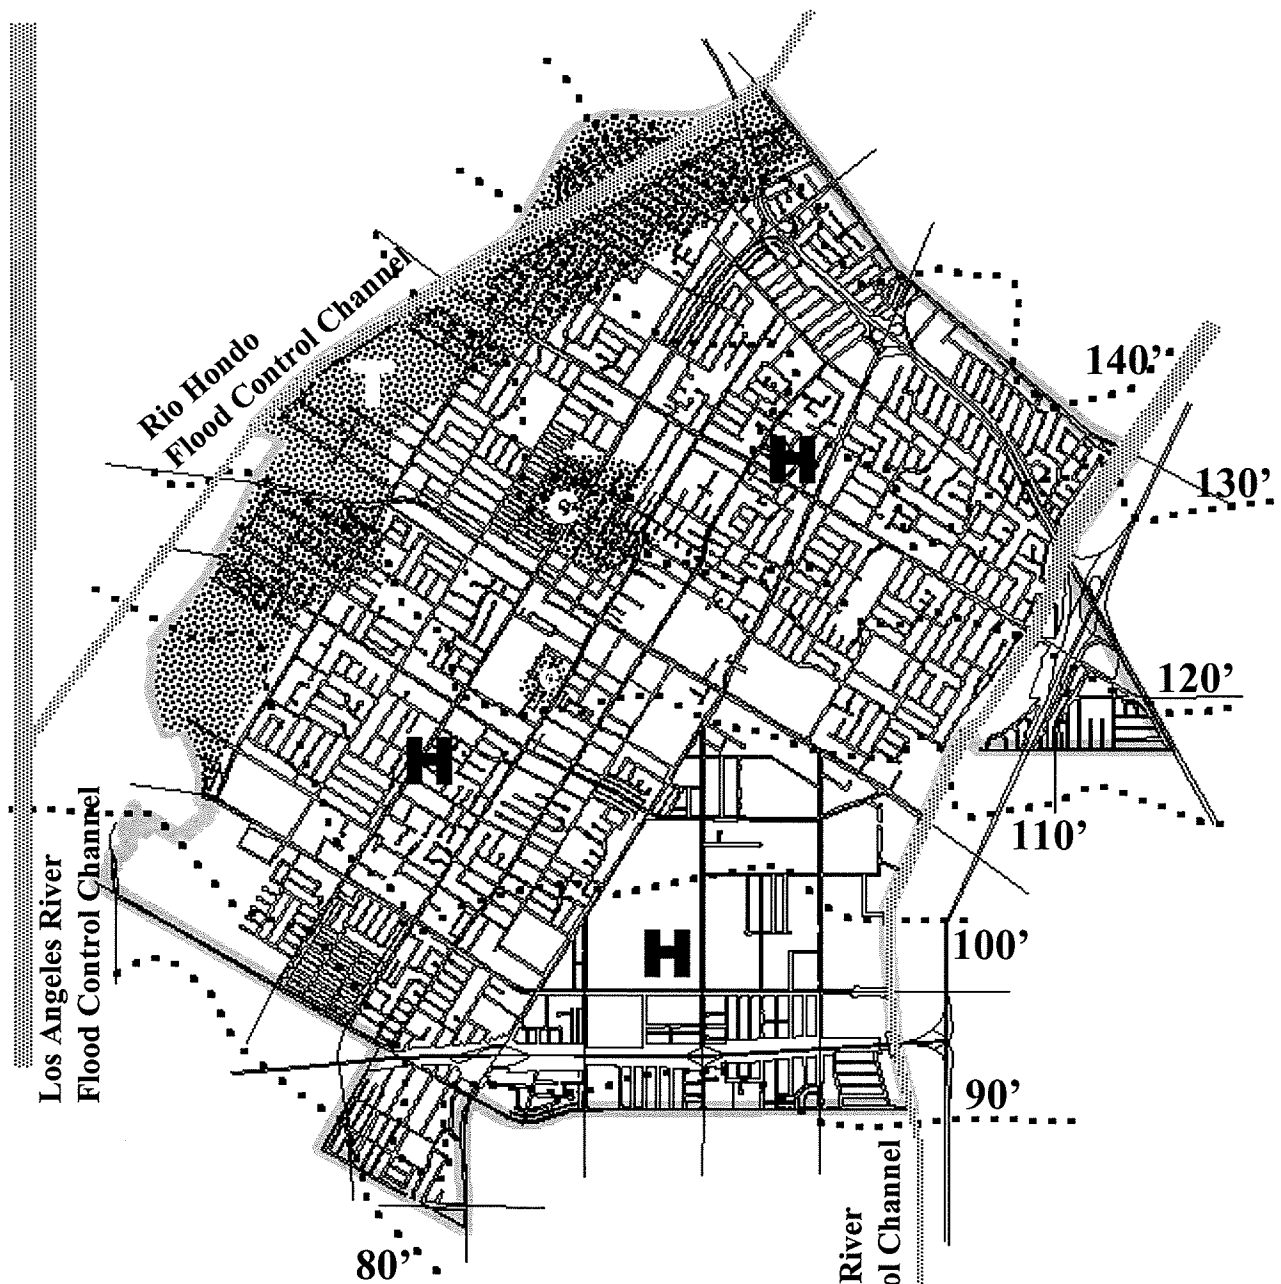 Rio Hondo
Flood Control Channel
140'
130'
T
H
C
C
120'
H
110'
Los Angeles River
Flood Control Channel
H
100'
90'
80'
River
ol Channel